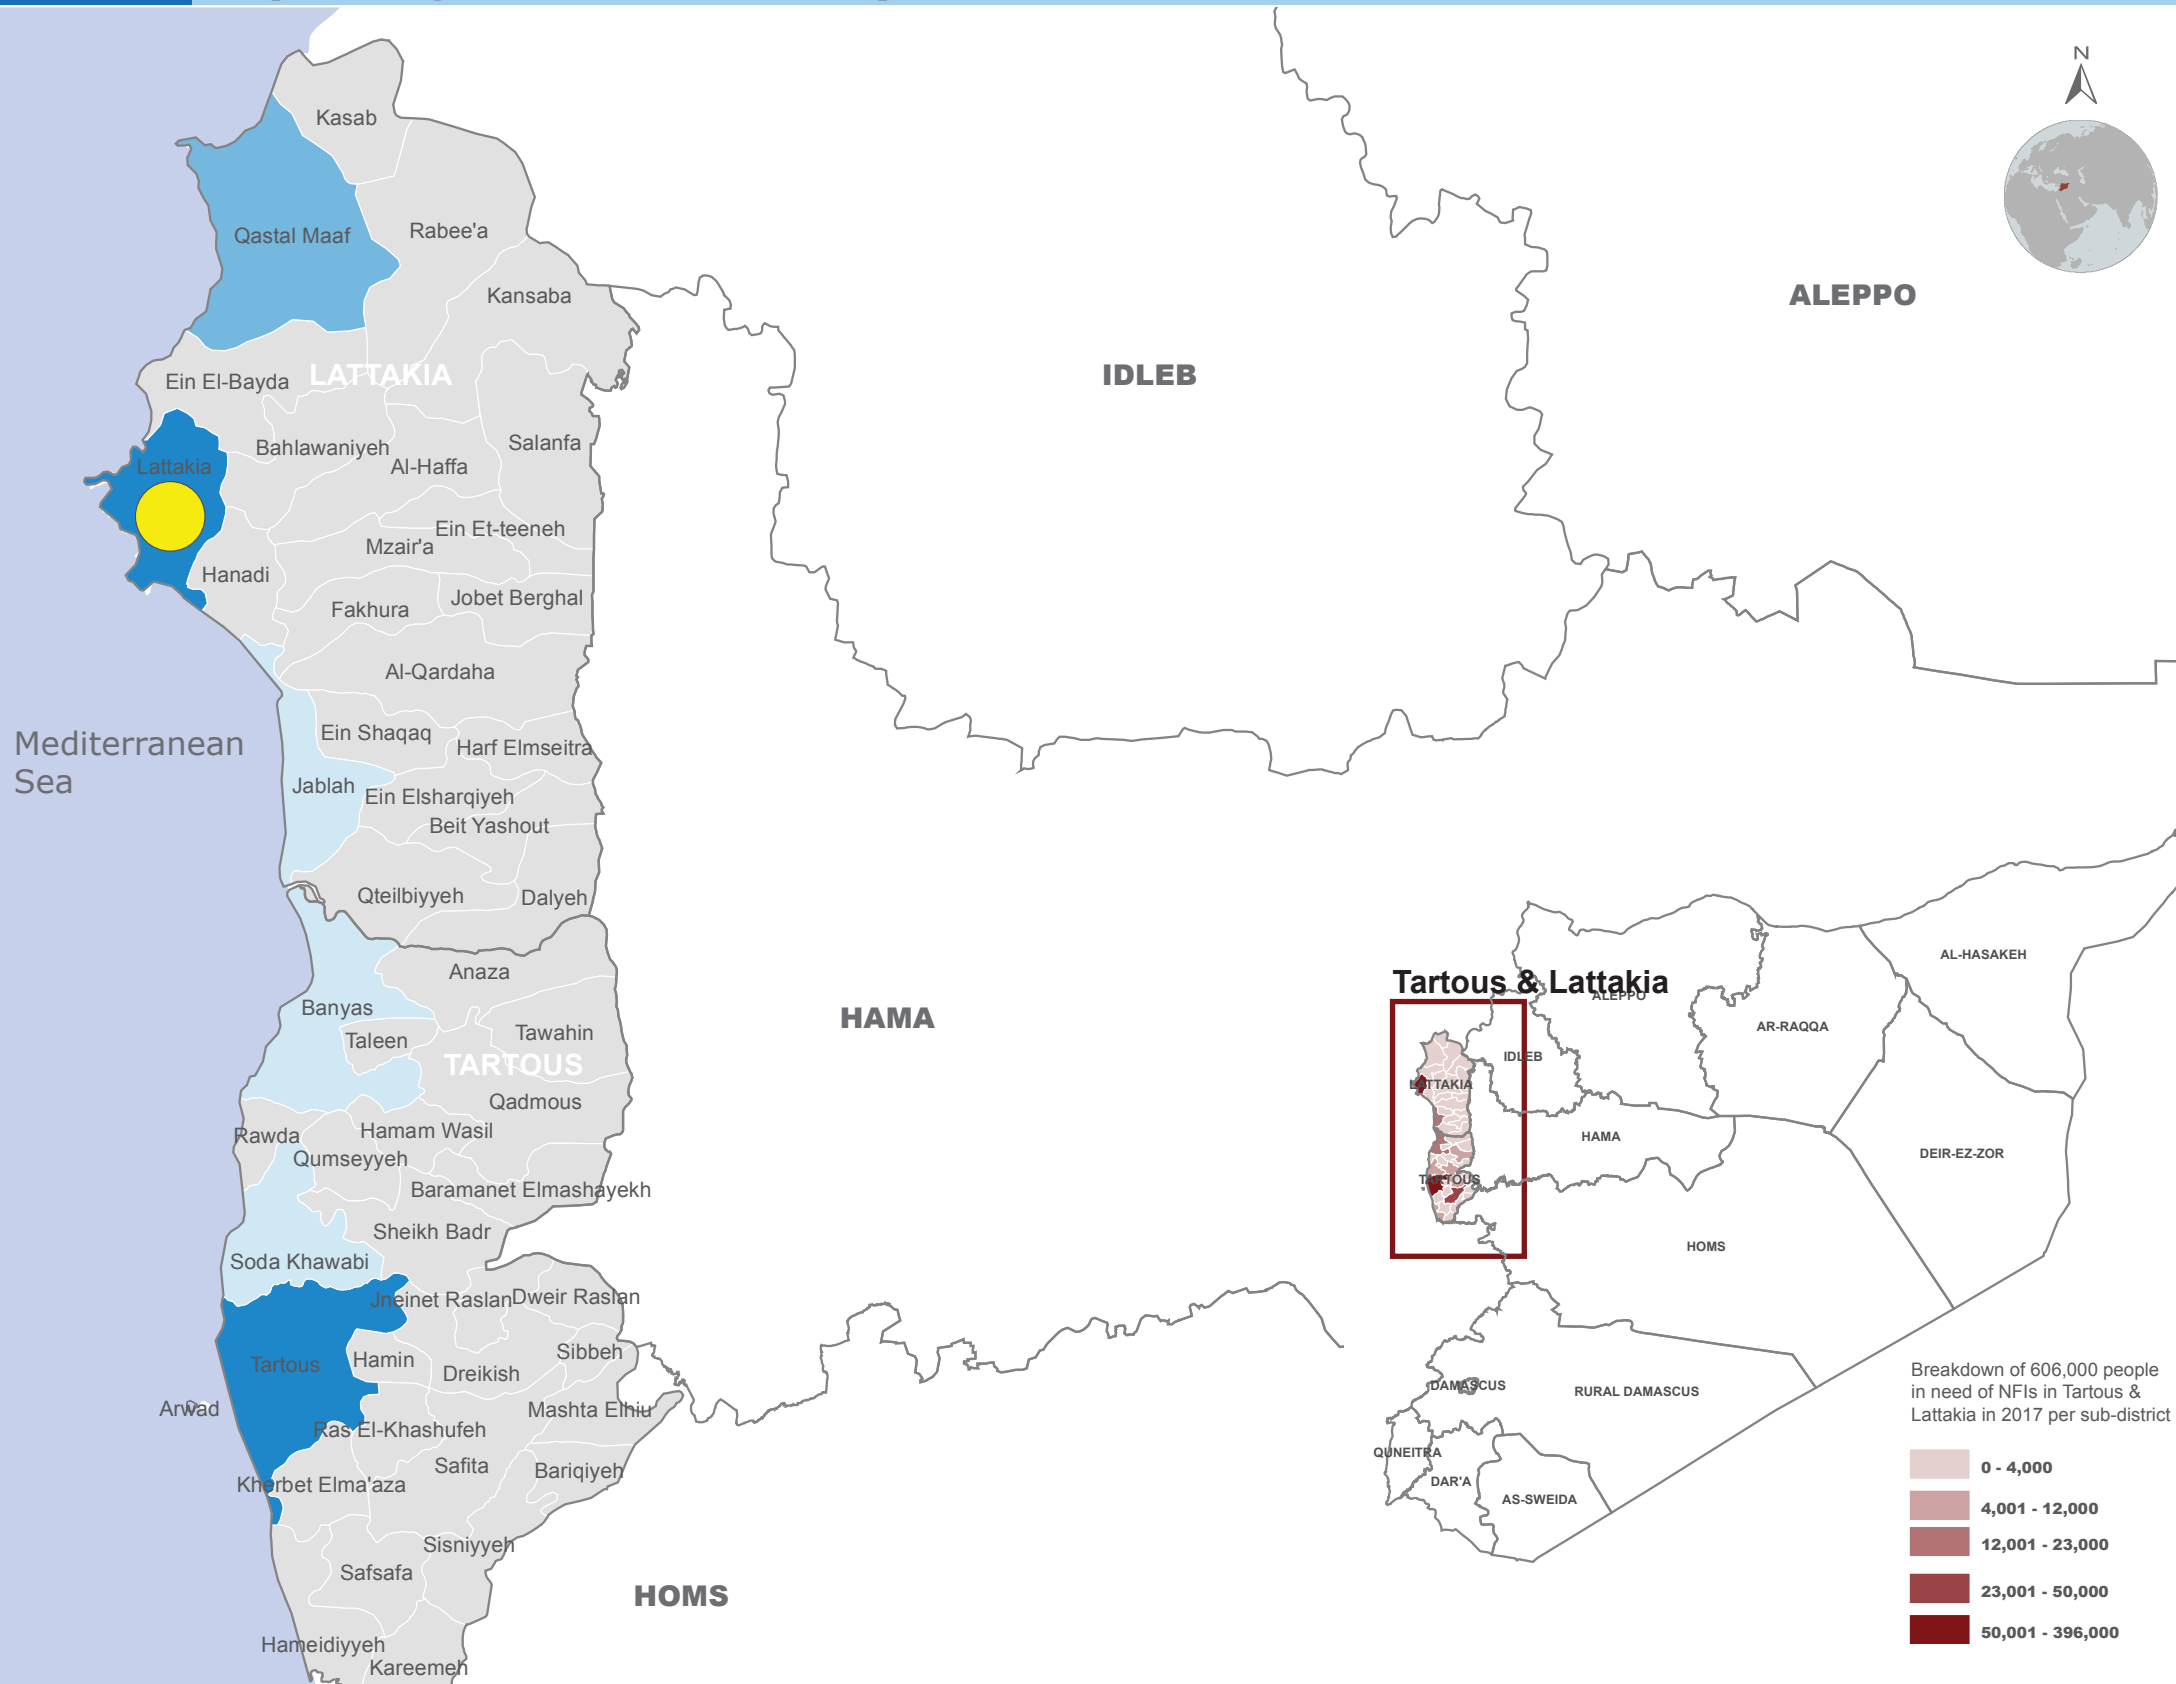 N
Kasab
Qastal Maaf
Rabee'a
Kansaba
ALEPPO
IDLEB
LATTAKIA
Ein El-Bayda
Bahlawaniyeh
Salanfa
Lattakia
Al-Haffa
Ein Et-teeneh
Mzair'a
Hanadi
Jobet Berghal
Fakhura
Al-Qardaha
Mediterranean
Sea
Ein Shaqaq
Harf Elmseitra
Jablah
Ein Elsharqiyeh
Beit Yashout
Qteilbiyyeh
Dalyeh
Anaza
Banyas
HAMA
Tawahin
Taleen
TARTOUS
Qadmous
Rawda
Hamam Wasil
Qumseyyeh
Baramanet Elmashayekh
Sheikh Badr
Soda Khawabi
Jneinet Raslan
Dweir Raslan
Sibbeh
Tartous
Hamin
Dreikish
Arwad
Mashta Elhiu
Ras El-Khashufeh
Safita
Bariqiyeh
Kherbet Elma'aza
Sisniyyeh
Safsafa
HOMS
Hameidiyyeh
Kareemeh
Tartous & Lattakia
ALEPPO
AL-HASAKEH
AR-RAQQA
IDLEB
LATTAKIA
HAMA
DEIR-EZ-ZOR
TARTOUS
HOMS
DAMASCUS
RURAL DAMASCUS
QUNEITRA
DAR'A
AS-SWEIDA
Breakdown of 606,000 people
in need of NFIs in Tartous &
Lattakia in 2017 per sub-district
0 - 4,000
4,001 - 12,000
12,001 - 23,000
23,001 - 50,000
50,001 - 396,000